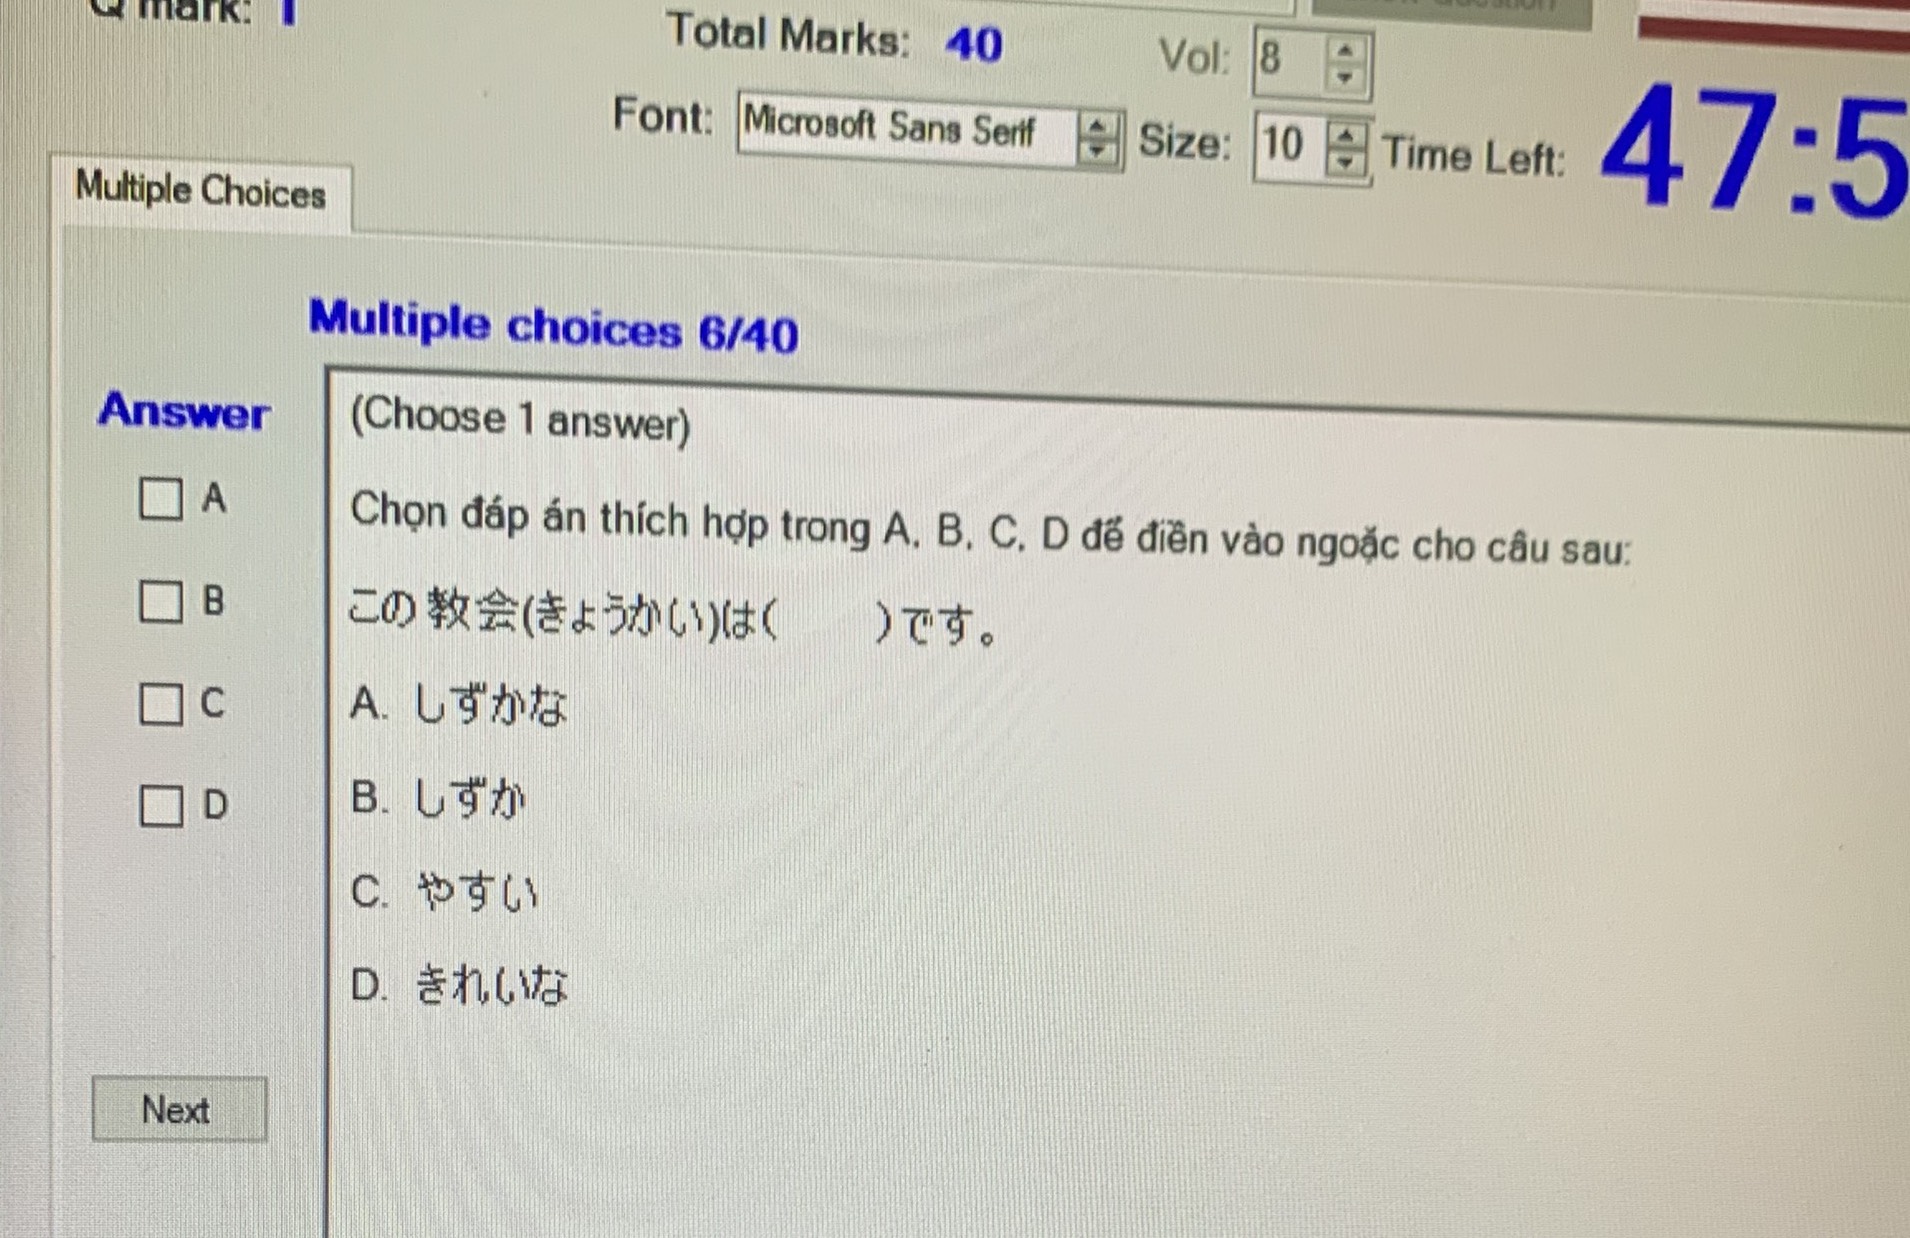 Q mark: 1
Total Marks: 40
Vol: 8
Font: Microsoft Sans Serif
Size: 10
Time Left: 47:5
Multiple Choices
Multiple choices 6/40
Answer
(Choose 1 answer)
A
Chọn đáp án thích hợp trong A, B, C, D để điền vào ngoặc cho câu sau:
B
この教会(きょうかい)は( )です。
C
A. しずかな
D
B. しずか
C. やすい
D. きれいな
Next